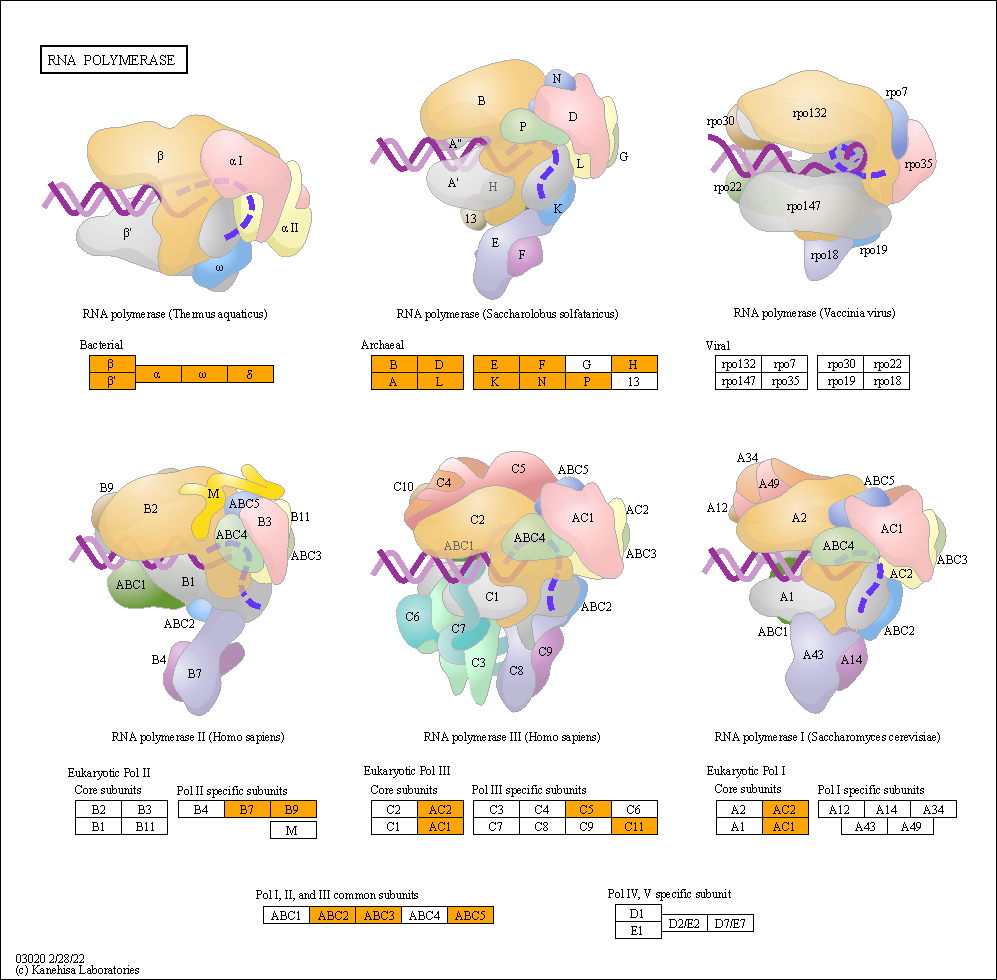 RNA POLYMERASE
β
α I
β'
α II
ω
RNA polymerase (Thermus aquaticus)
B
N
D
P
A"
L
G
A'
H
K
13
E
F
RNA polymerase (Saccharolobus solfataricus)
rpo7
rpo132
rpo30
rpo35
rpo22
rpo147
rpo18
rpo19
RNA polymerase (Vaccinia virus)
Bacterial
β
β'
α ω δ
Archaeal
B D E F G H
A L K N P 13
Viral
rpo132 rpo7 rpo30 rpo22
rpo147 rpo35 rpo19 rpo18
B9
M
B2
ABC5
B11
B3
ABC4
ABC3
ABC1
B1
ABC2
B4
B7
RNA polymerase II (Homo sapiens)
C5
ABC5
C4
C10
AC2
C2
AC1
ABC1
ABC4
ABC3
C1
ABC2
C6
C7
C9
C3
C8
RNA polymerase III (Homo sapiens)
A34
A49
ABC5
A12
A2
AC1
ABC4
ABC3
AC2
A1
ABC1
ABC2
A43
A14
RNA polymerase I (Saccharomyces cerevisiae)
Eukaryotic Pol II
Core subunits
Pol II specific subunits
B2 B3
B1 B11
B4 B7 B9
M
Eukaryotic Pol III
Core subunits
Pol III specific subunits
C2 AC2 C3 C4 C5 C6
C1 AC1 C7 C8 C9 C11
Eukaryotic Pol I
Core subunits
Pol I specific subunits
A2 AC2 A12 A14 A34
A1 AC1 A43 A49
Pol I, II, and III common subunits
ABC1 ABC2 ABC3 ABC4 ABC5
Pol IV, V specific subunit
D1
E1
D2/E2 D7/E7
03020 2/28/22
(c) Kanehisa Laboratories